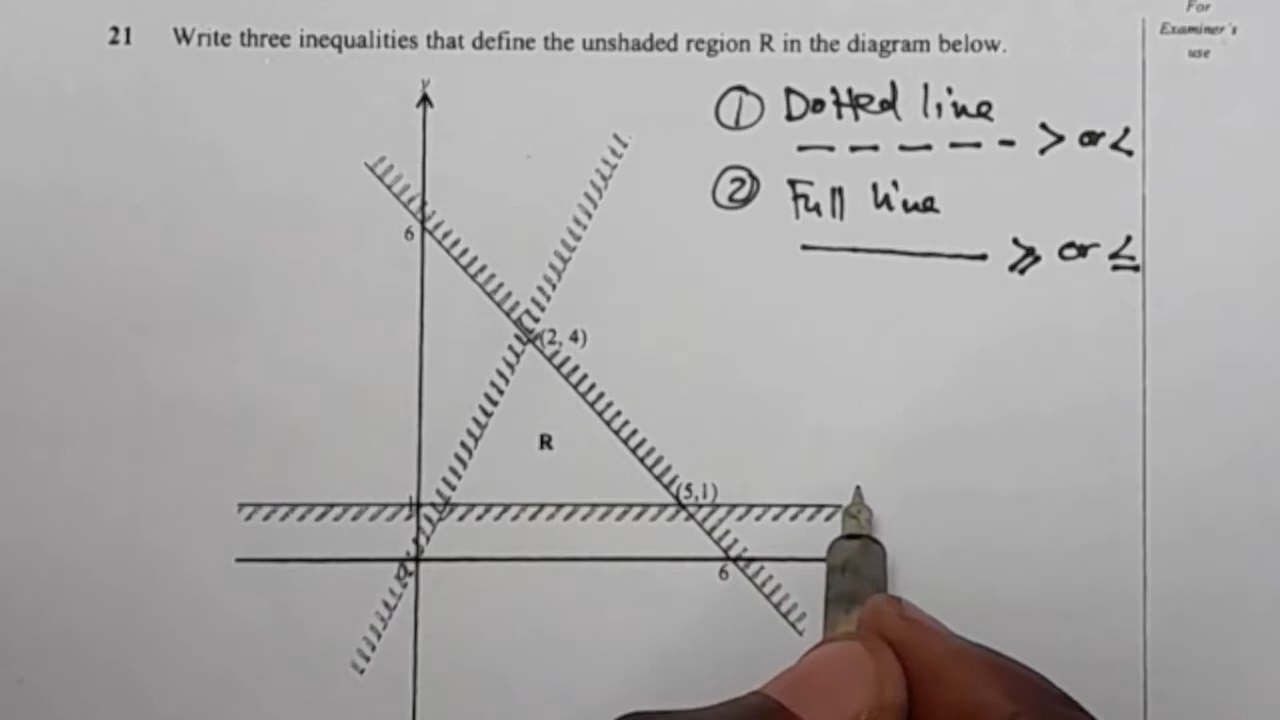 For
Examiner's
use
21 Write three inequalities that define the unshaded region R in the diagram below.
y
① Dotted line
> or <
② Full line
⩾ or ≤
6
(2, 4)
R
(5,1)
6